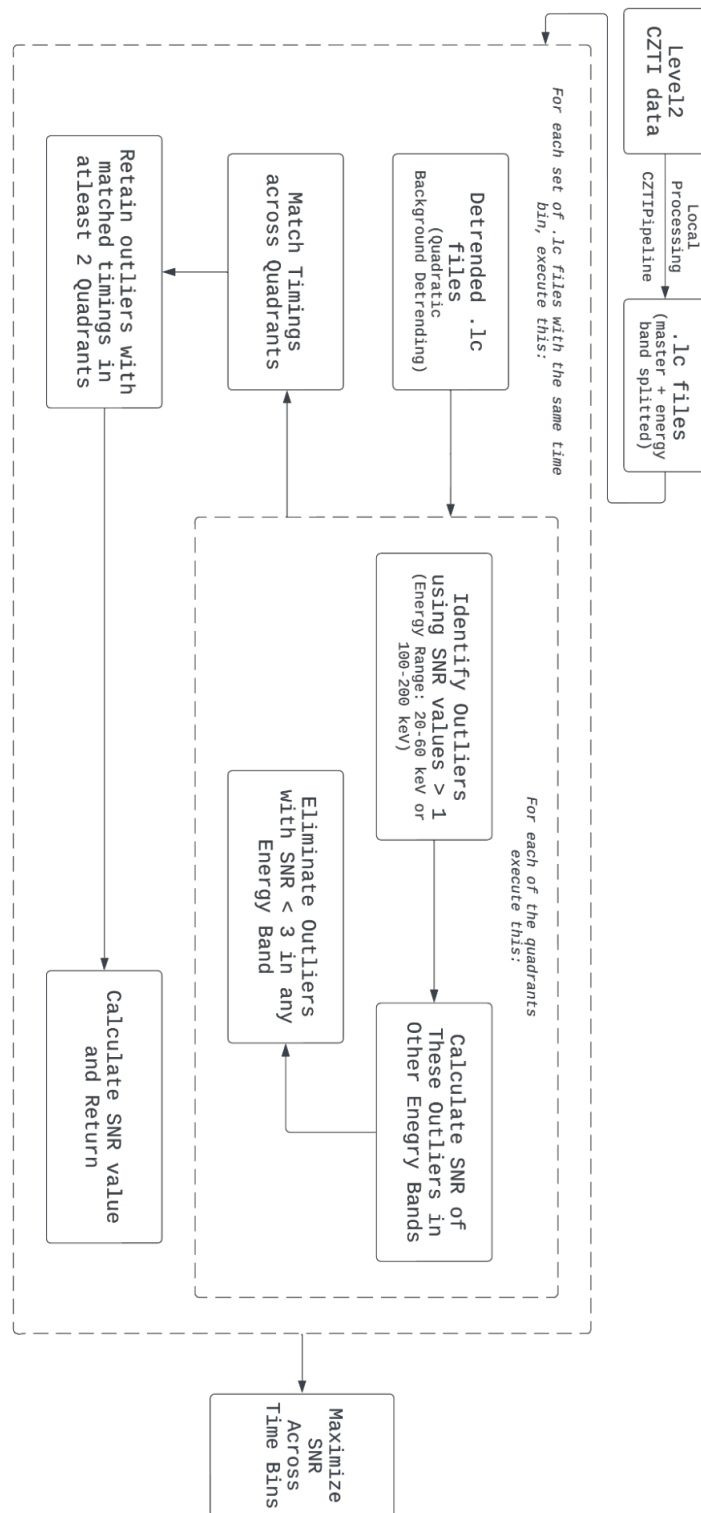 Level2
CZTI data
Local
Processing
CZTIPipeline
.lc files
(master + energy
band splitted)
For each set of .lc files with the same time
bin, execute this:
Detrended .lc
files
(Quadratic
Background Detrending)
For each of the quadrants
execute this:
Identify Outliers
using SNR values > 1
(Energy Range: 20-60 keV or
100-200 keV)
Calculate SNR of
These Outliers in
Other Enegry Bands
Eliminate Outliers
with SNR < 3 in any
Energy Band
Match Timings
across Quadrants
Retain outliers with
matched timings in
atleast 2 Quadrants
Calculate SNR value
and Return
Maximize
SNR
Across
Time Bins